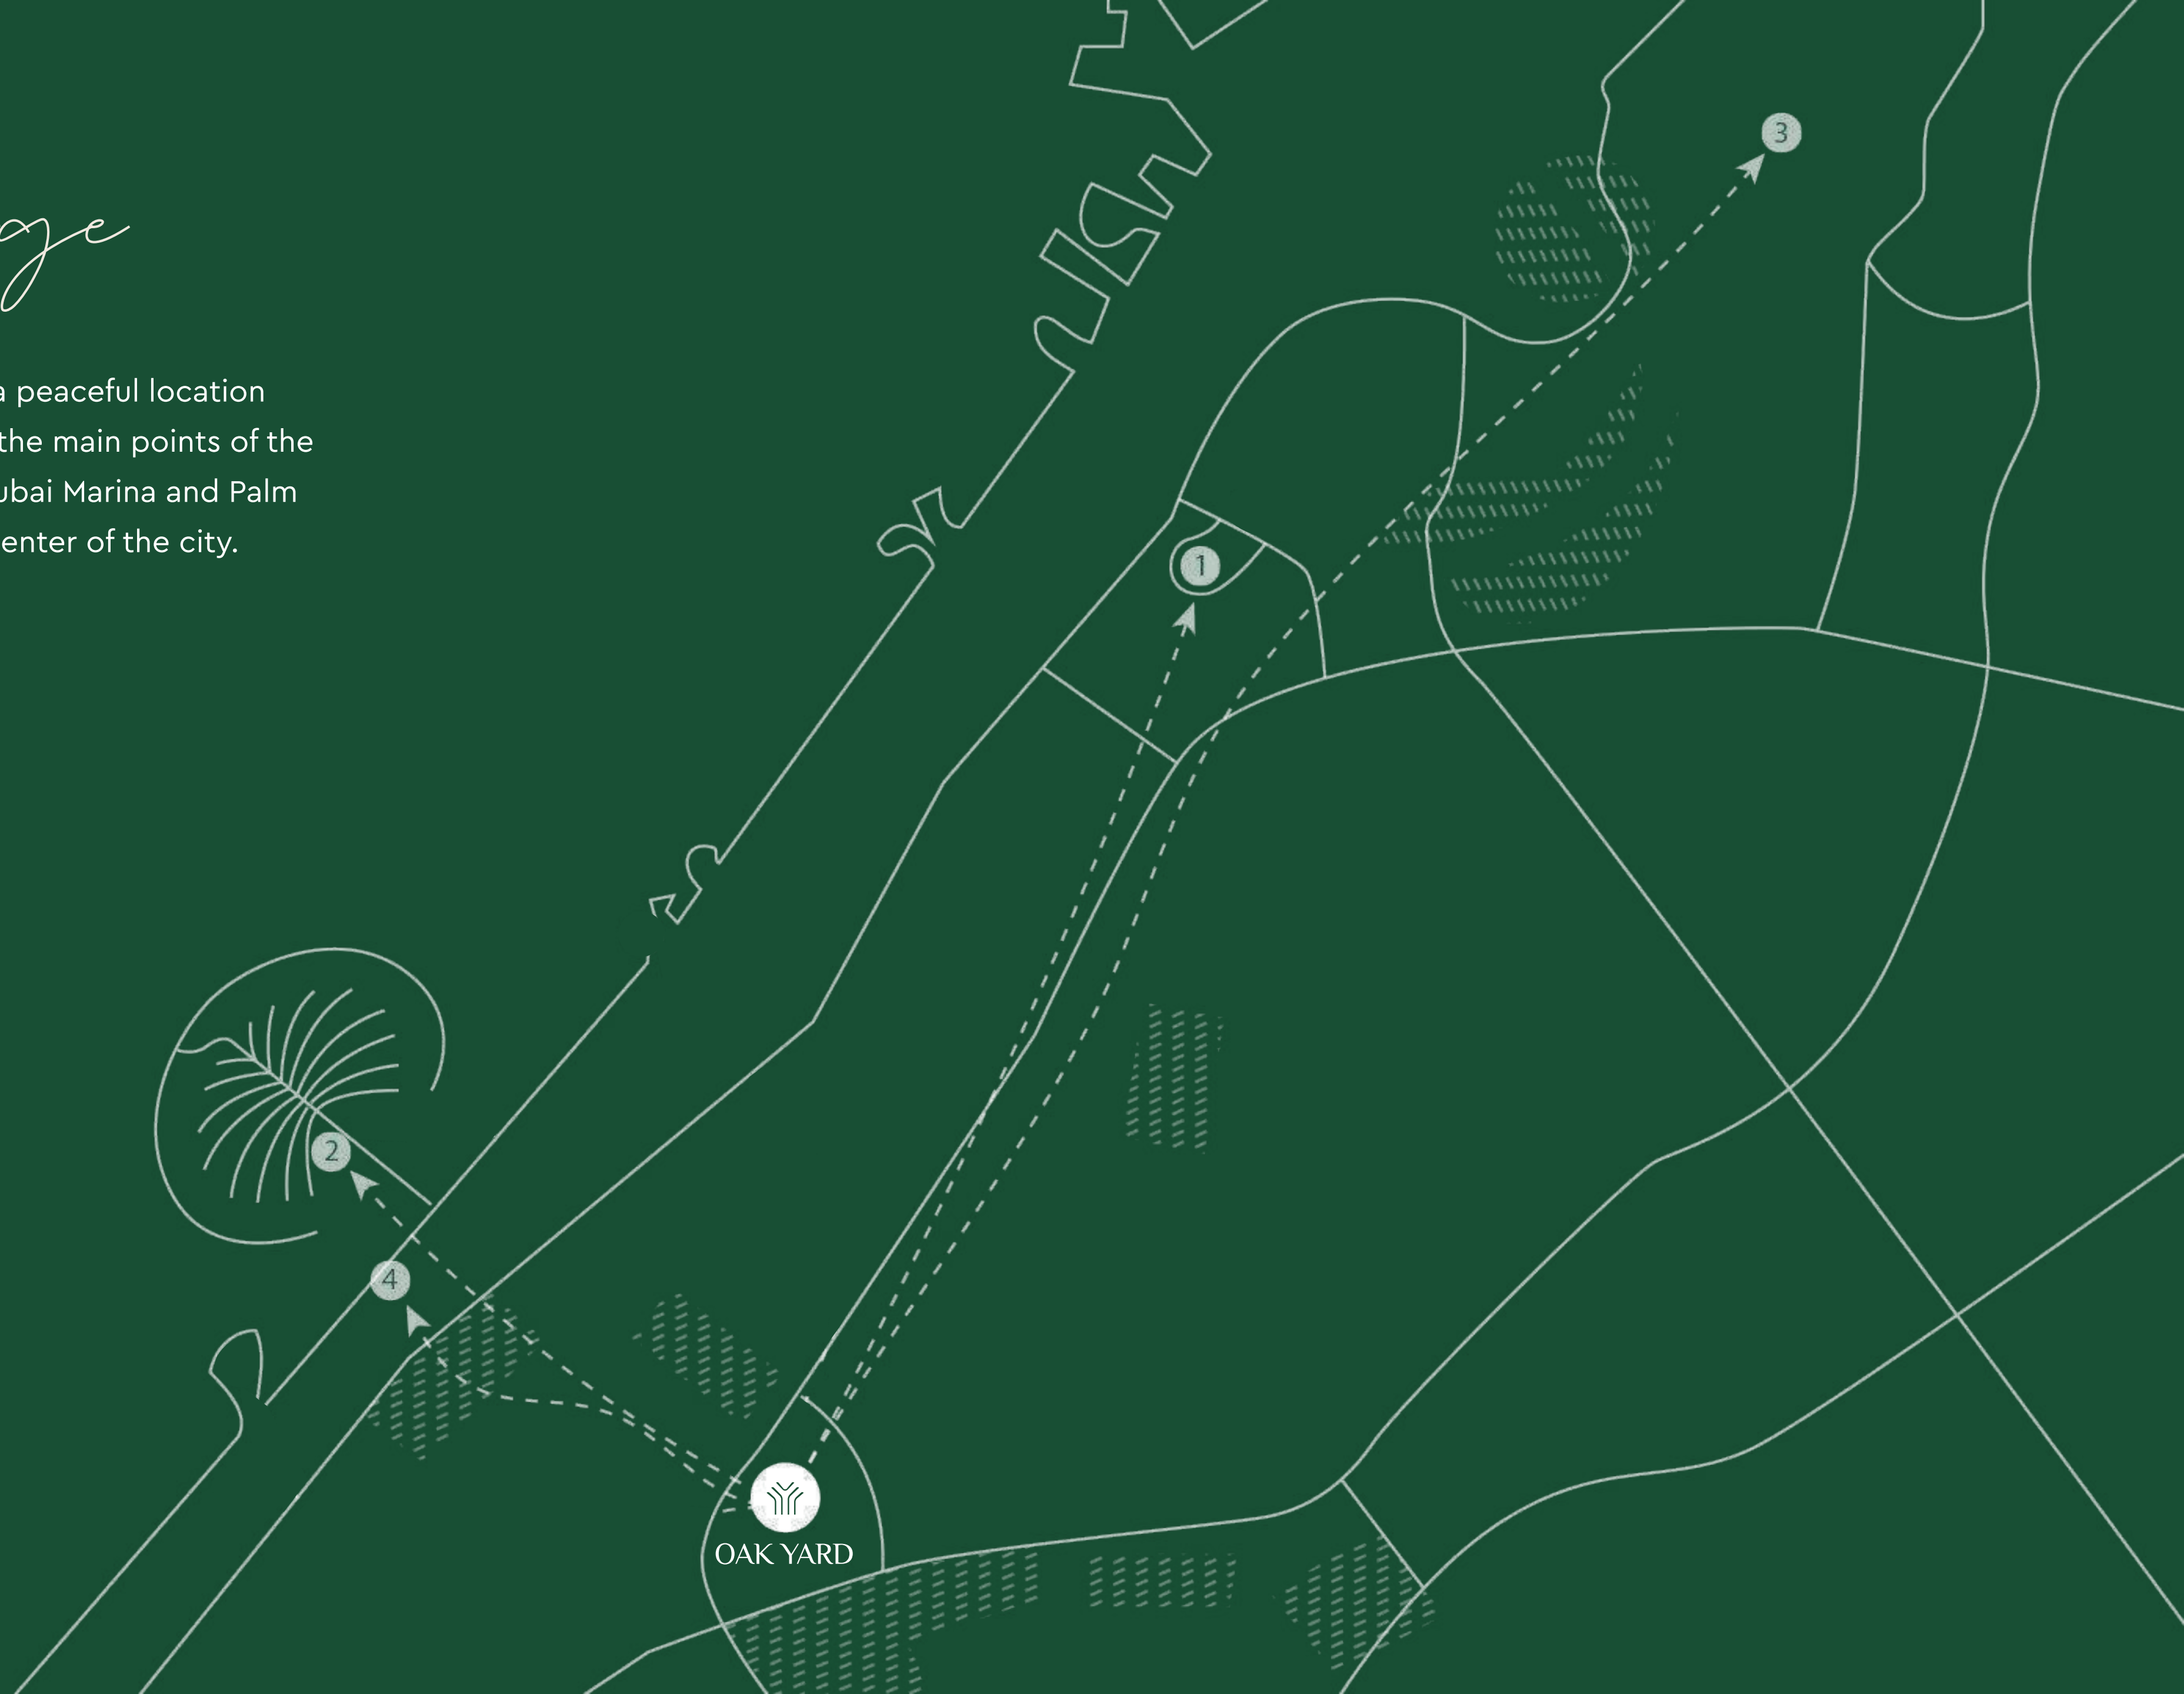 ge
a peaceful location
the main points of the
ubai Marina and Palm
enter of the city.
3
1
2
4
OAK YARD